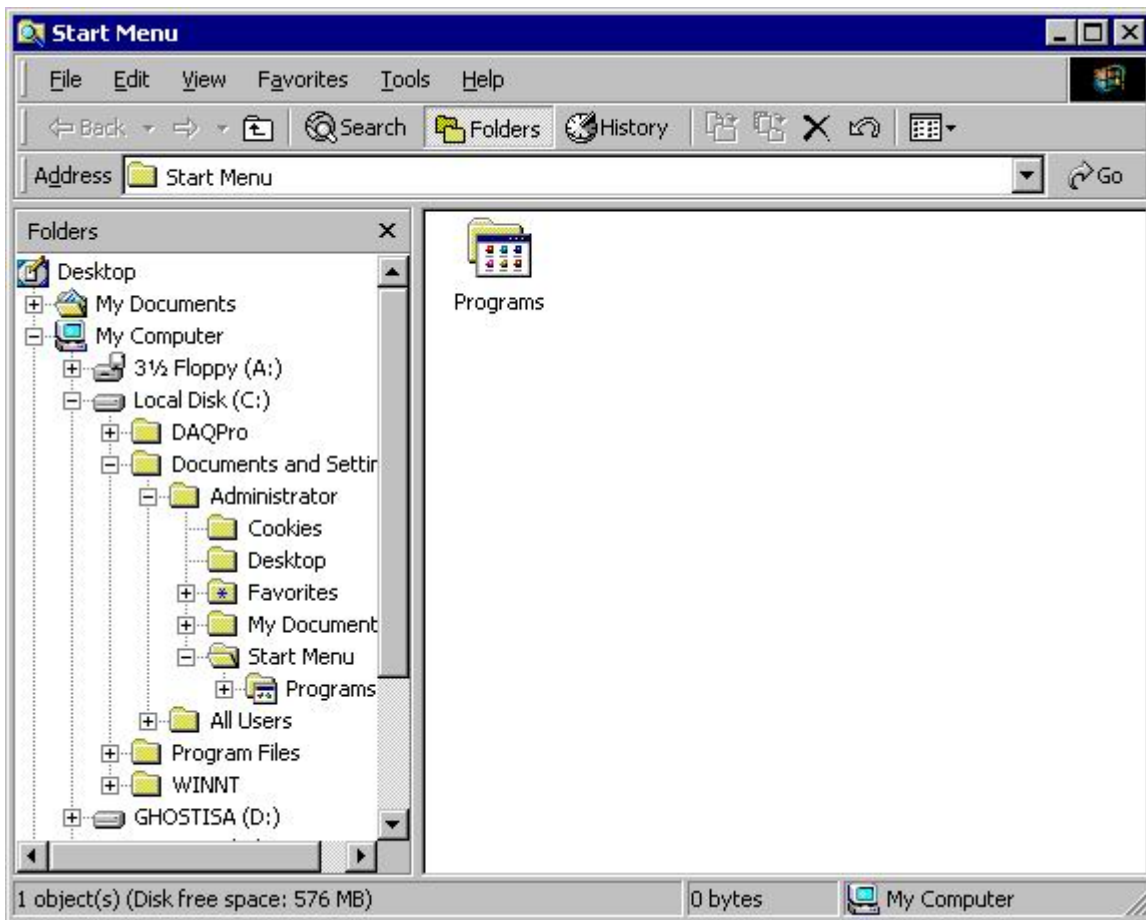 Start Menu
File Edit View Favorites Tools Help
Back Search Folders History
Address Start Menu Go
Folders
Desktop
My Documents
My Computer
3½ Floppy (A:)
Local Disk (C:)
DAQPro
Documents and Settin
Administrator
Cookies
Desktop
Favorites
My Document
Start Menu
Programs
All Users
Program Files
WINNT
GHOSTISA (D:)
Programs
1 object(s) (Disk free space: 576 MB) 0 bytes My Computer